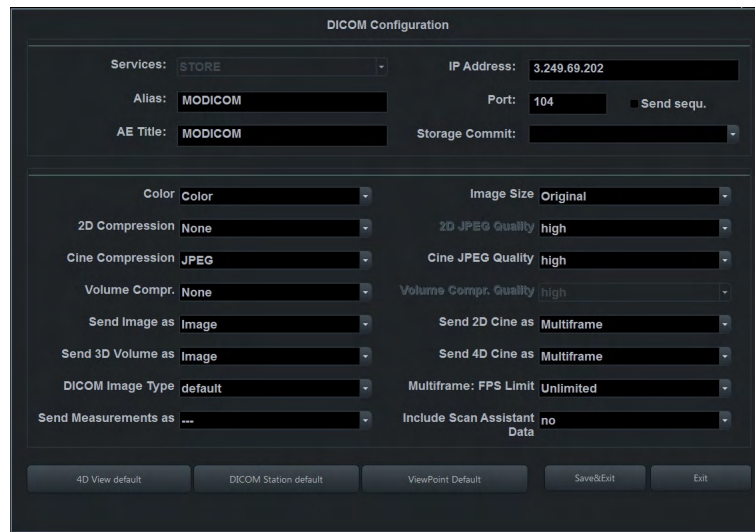 DICOM Configuration
Services: STORE
IP Address: 3.249.69.202
Alias: MODICOM
Port: 104 Send sequ.
AE Title: MODICOM
Storage Commit:
Color Color
Image Size Original
2D Compression None
2D JPEG Quality high
Cine Compression JPEG
Cine JPEG Quality high
Volume Compr. None
Volume Compr. Quality high
Send Image as Image
Send 2D Cine as Multiframe
Send 3D Volume as Image
Send 4D Cine as Multiframe
DICOM Image Type default
Multiframe: FPS Limit Unlimited
Send Measurements as ---
Include Scan Assistant
Data no
4D View default
DICOM Station default
ViewPoint Default
Save&Exit
Exit